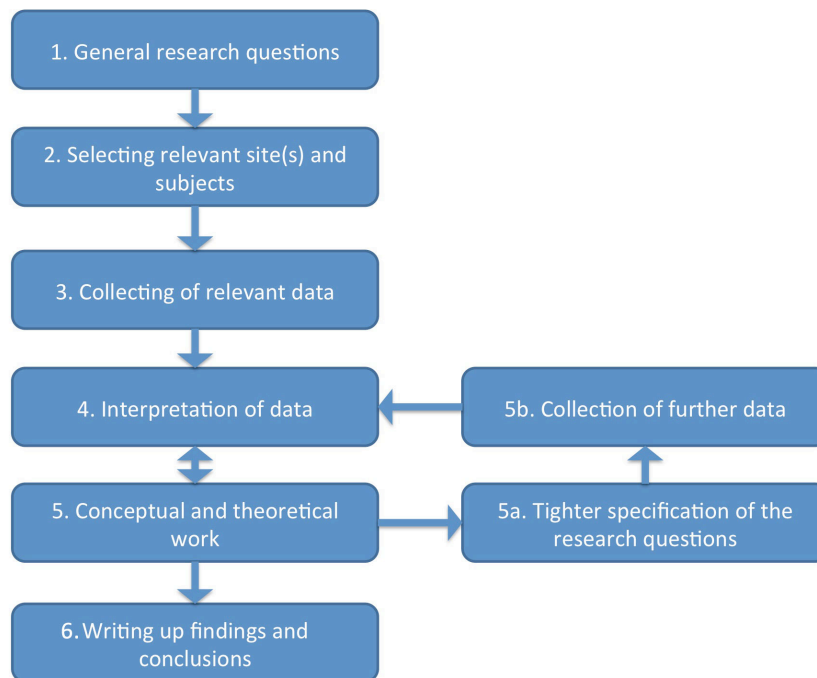 1. General research questions
2. Selecting relevant site(s) and
subjects
3. Collecting of relevant data
4. Interpretation of data
5b. Collection of further data
5. Conceptual and theoretical
work
5a. Tighter specification of the
research questions
6. Writing up findings and
conclusions